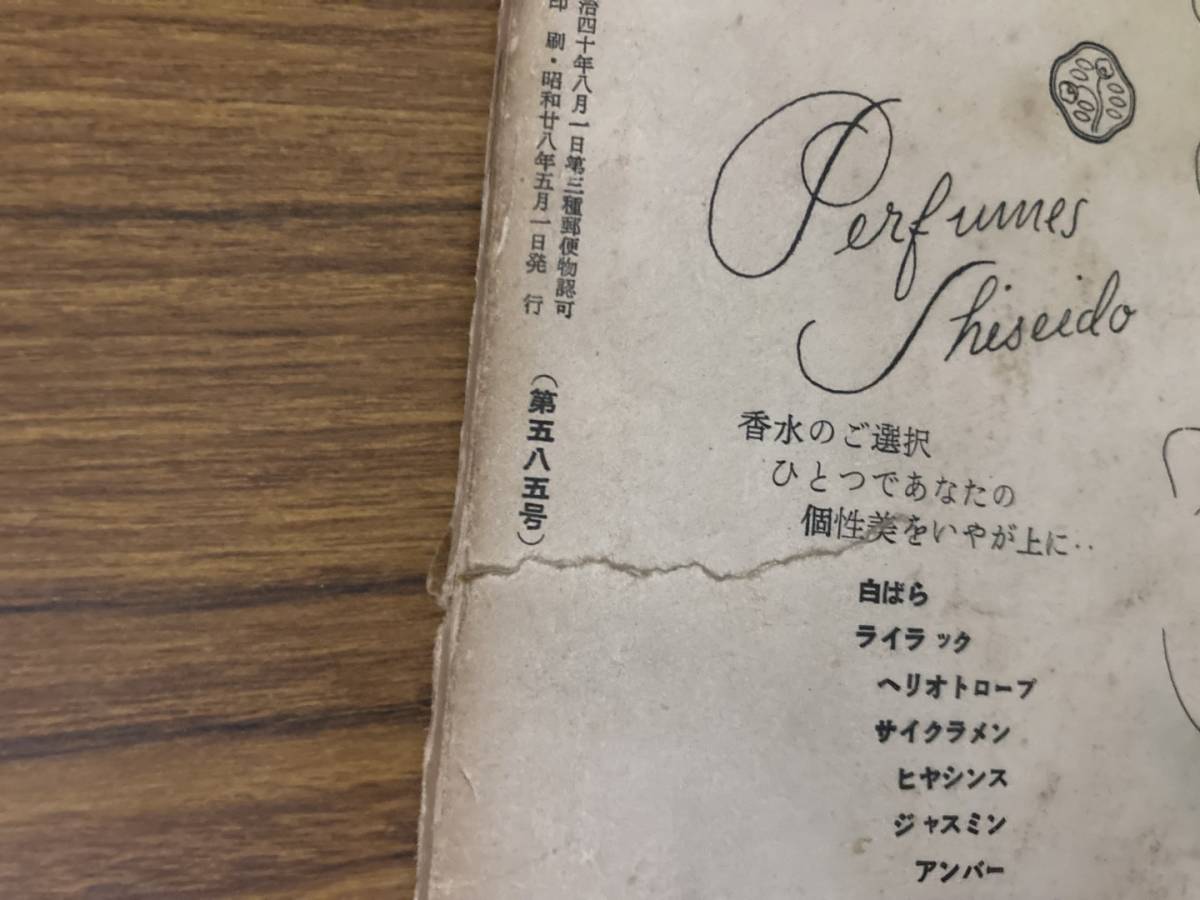 治四十年八月一日第三種郵便物認可
印刷・昭和廿八年五月一日発行
(第五八五号)
Perfumes
Shiseido
香水のご選択
ひとつであなたの
個性美をいやが上に‥
白ばら
ライラック
ヘリオトロープ
サイクラメン
ヒヤシンス
ジャスミン
アンバー